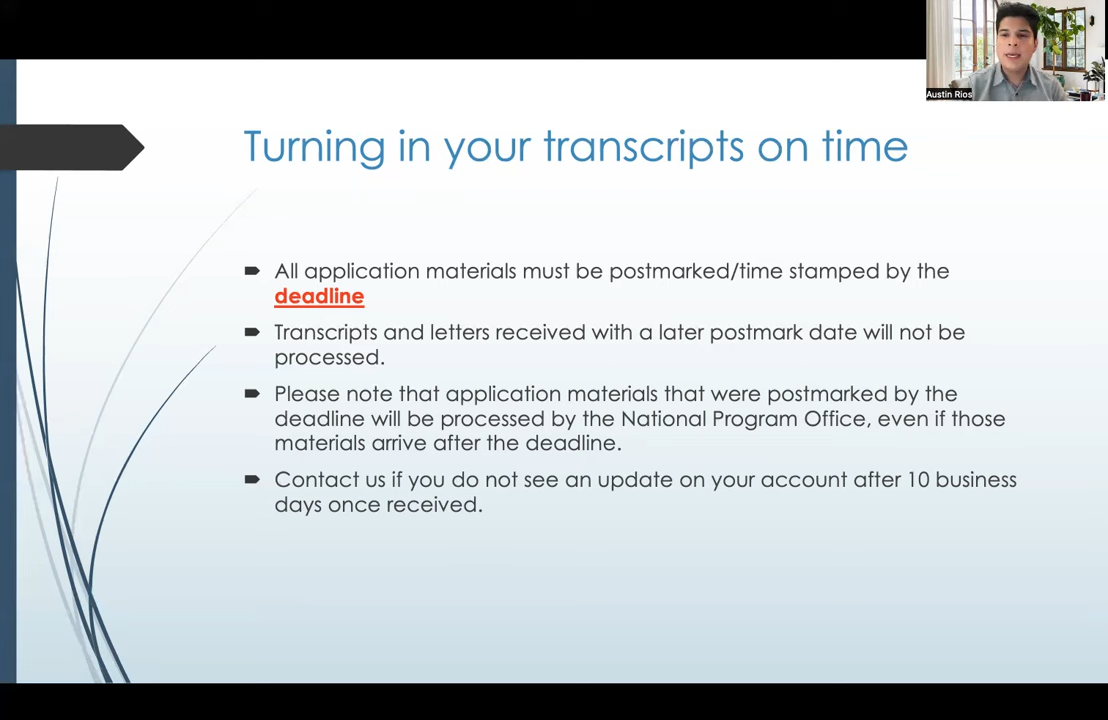 Austin Rios
Turning in your transcripts on time
All application materials must be postmarked/time stamped by the
deadline
Transcripts and letters received with a later postmark date will not be
processed.
Please note that application materials that were postmarked by the
deadline will be processed by the National Program Office, even if those
materials arrive after the deadline.
Contact us if you do not see an update on your account after 10 business
days once received.